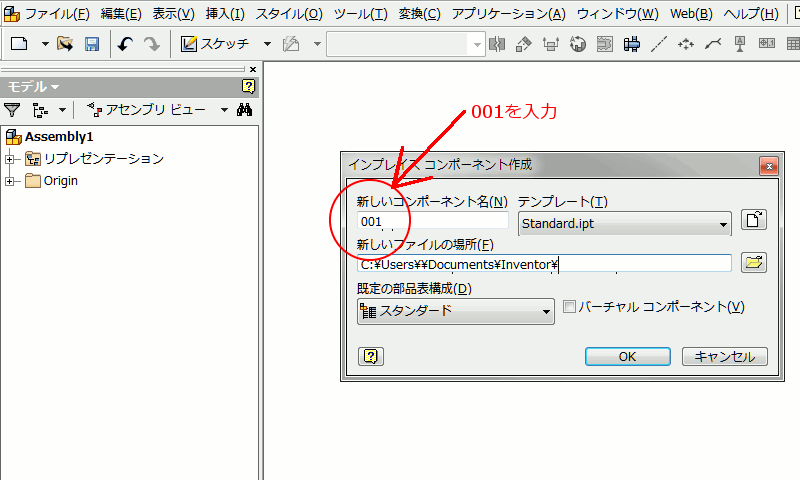 ファイル(F) 編集(E) 表示(V) 挿入(I) スタイル(O) ツール(T) 変換(C) アプリケーション(A) ウィンドウ(W) Web(B) ヘルプ(H)
スケッチ
モデル
アセンブリ ビュー
Assembly1
リプレゼンテーション
Origin
001を入力
インプレイス コンポーネント作成
新しいコンポーネント名(N) テンプレート(T)
001 Standard.ipt
新しいファイルの場所(F)
C:¥Users¥¥Documents¥Inventor¥
既定の部品表構成(D)
スタンダード バーチャル コンポーネント(V)
OK キャンセル